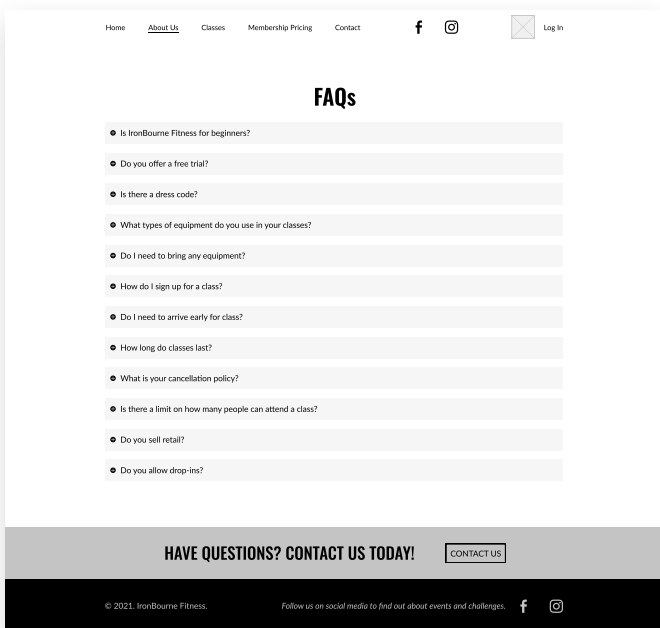 Home About Us Classes Membership Pricing Contact Log In
FAQs
Is IronBourne Fitness for beginners?
Do you offer a free trial?
Is there a dress code?
What types of equipment do you use in your classes?
Do I need to bring any equipment?
How do I sign up for a class?
Do I need to arrive early for class?
How long do classes last?
What is your cancellation policy?
Is there a limit on how many people can attend a class?
Do you sell retail?
Do you allow drop-ins?
HAVE QUESTIONS? CONTACT US TODAY! CONTACT US
© 2021. IronBourne Fitness. Follow us on social media to find out about events and challenges.